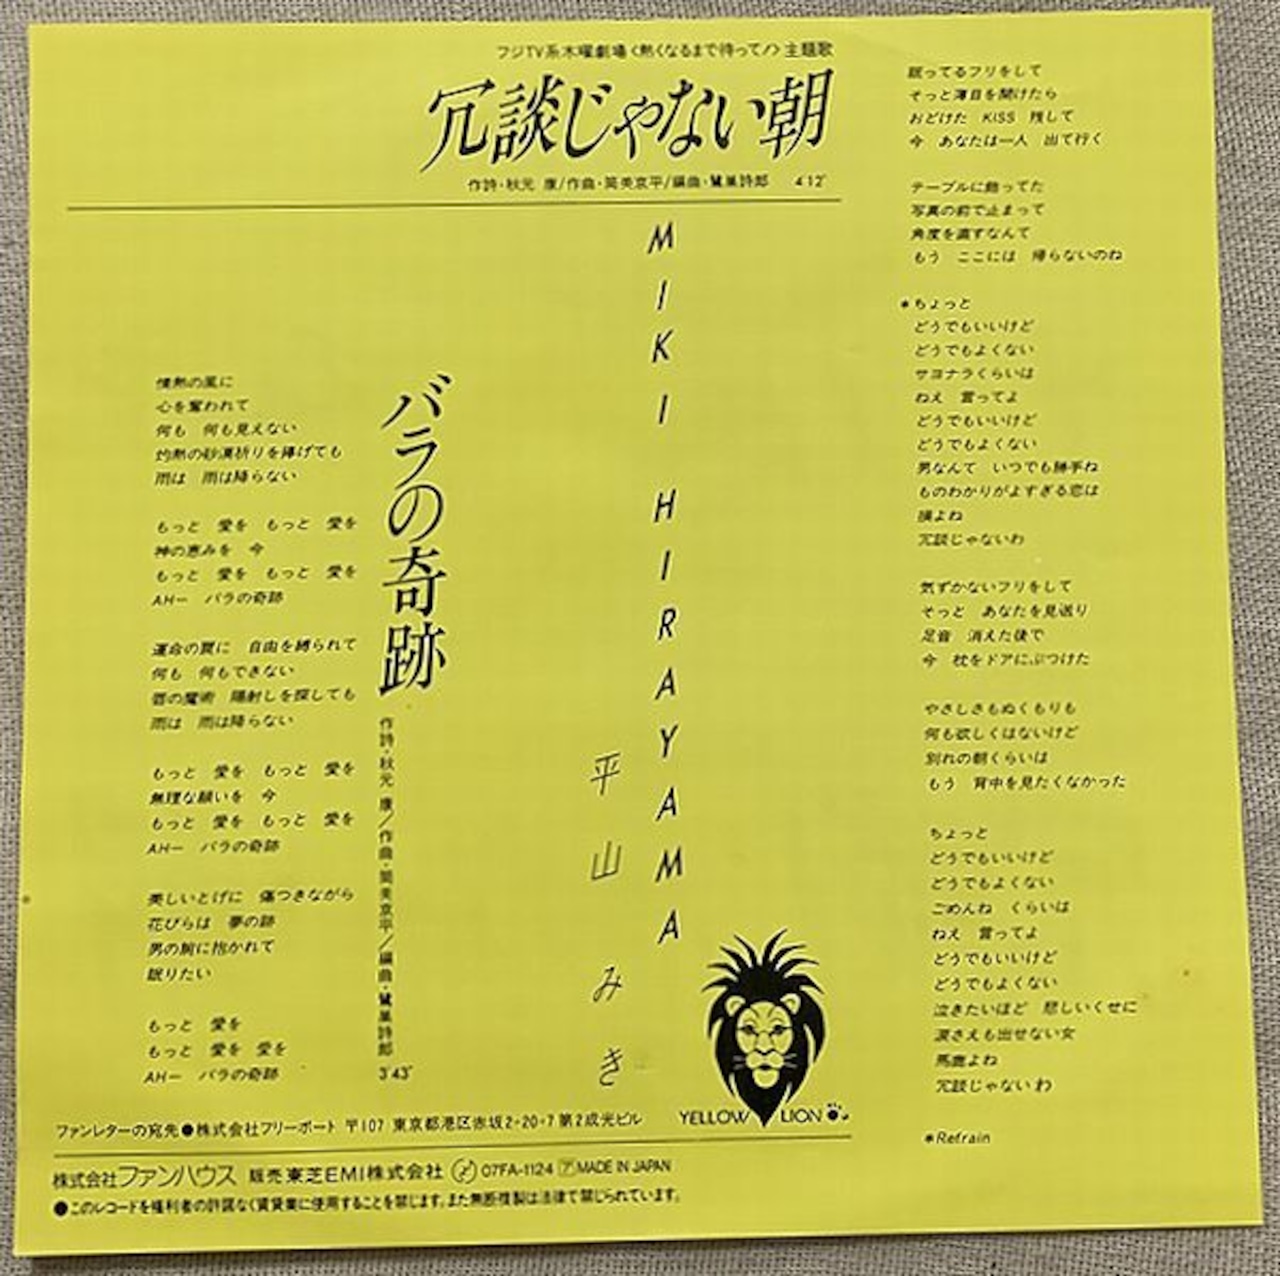 フジTV系木曜劇場〈熱くなるまで待って!〉主題歌
冗談じゃない朝
作詩・秋元 康/作曲・筒美京平/編曲・鷺巣詩郎 4'12"
眠ってるフリをして
そっと薄目を開けたら
おどけた KISS 残して
今 あなたは一人 出て行く
テーブルに飾ってた
写真の前で止まって
角度を直すなんて
もう ここには 帰らないのね
*ちょっと
どうでもいいけど
どうでもよくない
サヨナラくらいは
ねえ 言ってよ
どうでもいいけど
どうでもよくない
男なんて いつでも勝手ね
ものわかりがよすぎる恋は
損よね
冗談じゃないわ
気ずかないフリをして
そっと あなたを見送り
足音 消えた後で
今 枕をドアにぶつけた
やさしさもぬくもりも
何も欲しくはないけど
別れの朝くらいは
もう 背中を見たくなかった
ちょっと
どうでもいいけど
どうでもよくない
ごめんね くらいは
ねえ 言ってよ
どうでもいいけど
どうでもよくない
泣きたいほど 悲しいくせに
涙さえも出せない女
馬鹿よね
冗談じゃないわ
*Refrain
MIKI HIRAYAMA
平山みき
バラの奇跡
作詩・秋元 康/作曲・筒美京平/編曲・鷺巣詩郎 3'43"
情熱の風に
心を奪われて
何も 何も見えない
灼熱の砂漠祈りを捧げても
雨は 雨は降らない
もっと 愛を もっと 愛を
神の恵みを 今
もっと 愛を もっと 愛を
AHー バラの奇跡
運命の罠に 自由を縛られて
何も 何もできない
唇の魔術 陽射しを探しても
雨は 雨は降らない
もっと 愛を もっと 愛を
無理な願いを 今
もっと 愛を もっと 愛を
AHー バラの奇跡
美しいとげに 傷つきながら
花びらは 夢の跡
男の腕に抱かれて
眠りたい
もっと 愛を
もっと 愛を 愛を
AHー バラの奇跡
YELLOW LION
ファンレターの宛先●株式会社フリーポート 〒107 東京都港区赤坂2-20-7 第2成光ビル
株式会社ファンハウス 販売 東芝EMI株式会社 07FA-1124 ア MADE IN JAPAN
●このレコードを権利者の許諾なく賃貸業に使用することを禁じます。また無断複製は法律で禁じられています。